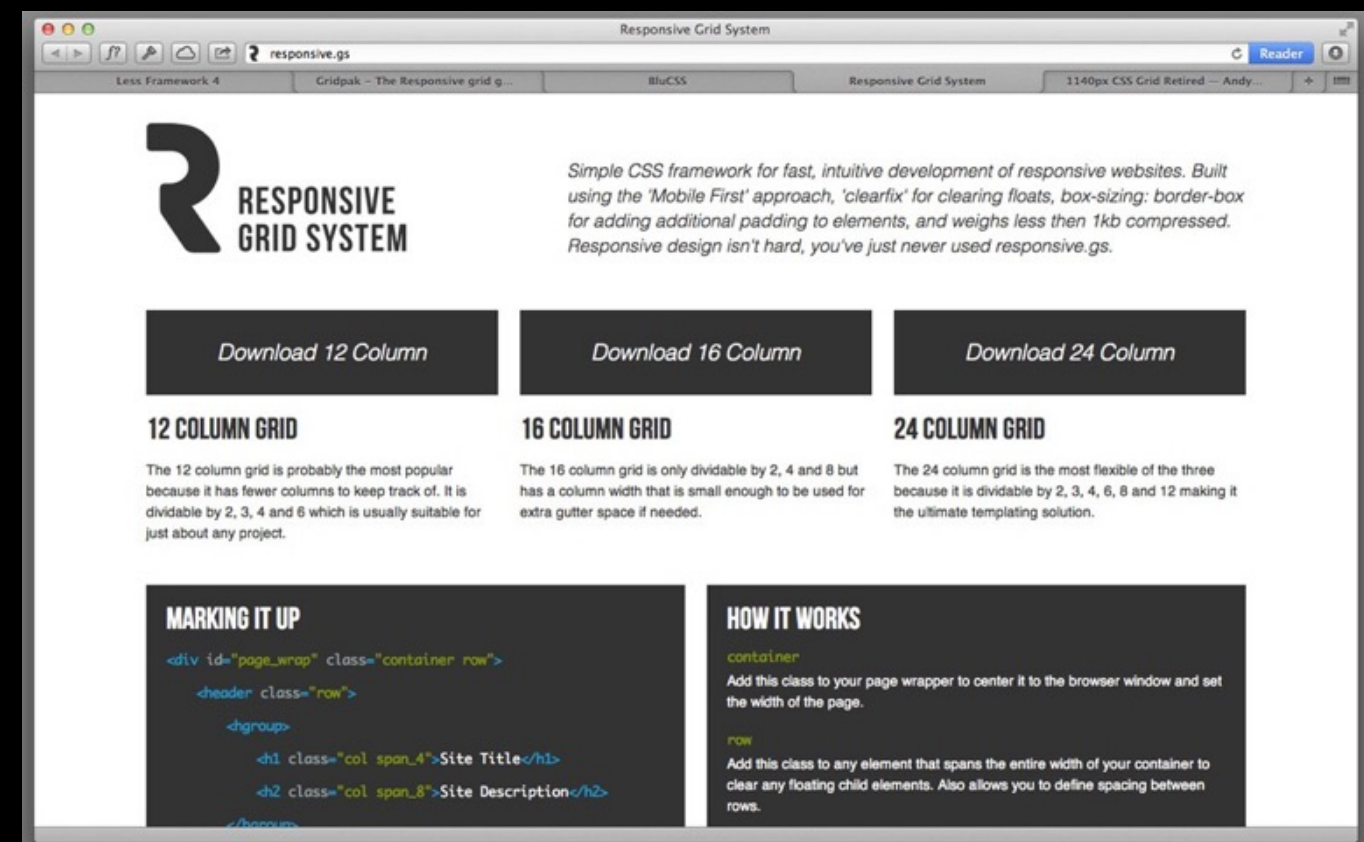 Responsive Grid System
responsive.gs
Reader
Less Framework 4
Gridpak – The Responsive grid g...
BluCSS
Responsive Grid System
1140px CSS Grid Retired — Andy...
RESPONSIVE
GRID SYSTEM
Simple CSS framework for fast, intuitive development of responsive websites. Built
using the 'Mobile First' approach, 'clearfix' for clearing floats, box-sizing: border-box
for adding additional padding to elements, and weighs less then 1kb compressed.
Responsive design isn't hard, you've just never used responsive.gs.
Download 12 Column
12 COLUMN GRID
The 12 column grid is probably the most popular
because it has fewer columns to keep track of. It is
dividable by 2, 3, 4 and 6 which is usually suitable for
just about any project.
Download 16 Column
16 COLUMN GRID
The 16 column grid is only dividable by 2, 4 and 8 but
has a column width that is small enough to be used for
extra gutter space if needed.
Download 24 Column
24 COLUMN GRID
The 24 column grid is the most flexible of the three
because it is dividable by 2, 3, 4, 6, 8 and 12 making it
the ultimate templating solution.
MARKING IT UP
<div id="page_wrap" class="container row">
<header class="row">
<hgroup>
<h1 class="col span_4">Site Title</h1>
<h2 class="col span_8">Site Description</h2>
</hgroup>
HOW IT WORKS
container
Add this class to your page wrapper to center it to the browser window and set
the width of the page.
row
Add this class to any element that spans the entire width of your container to
clear any floating child elements. Also allows you to define spacing between
rows.